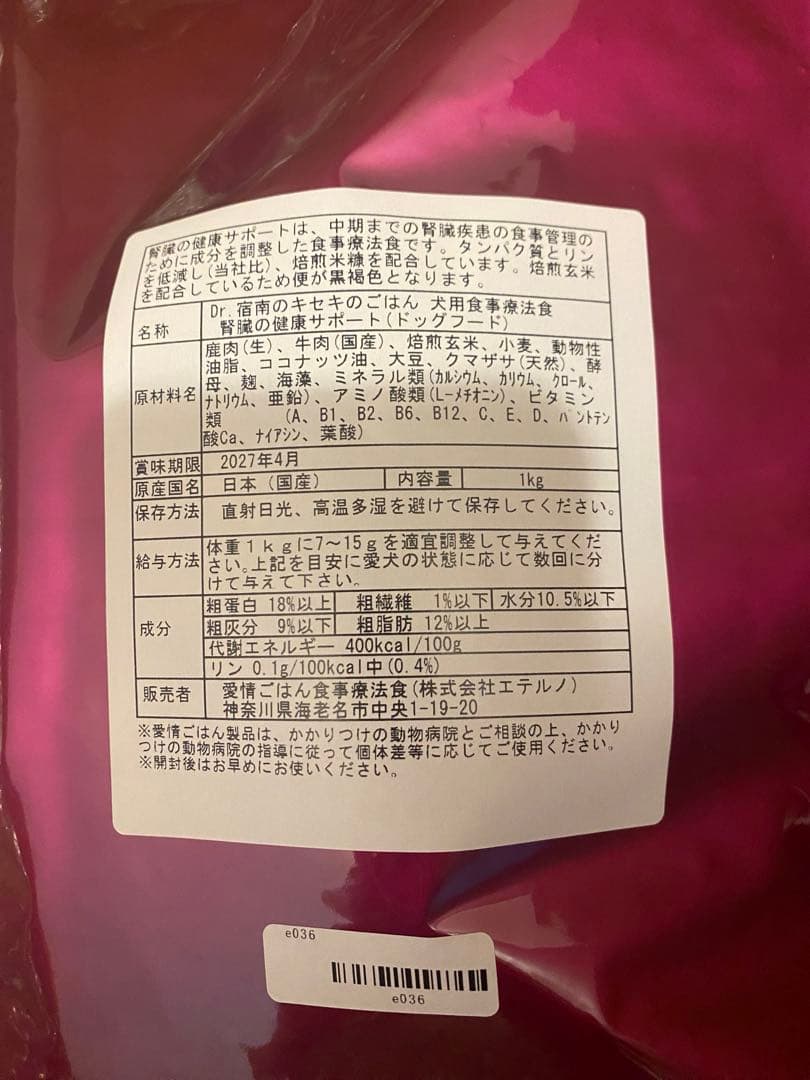 腎臓の健康サポートは、中期までの腎臓疾患の食事管理の
ために成分を調整した食事療法食です。タンパク質とリン
を低減し(当社比)、焙煎米糠を配合しています。焙煎玄米
を配合しているため便が黒褐色となります。
名称
Dr.宿南のキセキのごはん 犬用食事療法食
腎臓の健康サポート(ドッグフード)
原材料名
鹿肉(生)、牛肉(国産)、焙煎玄米、小麦、動物性
油脂、ココナッツ油、大豆、クマザサ(天然)、酵
母、麹、海藻、ミネラル類(カルシウム、カリウム、クロール、
ナトリウム、亜鉛)、アミノ酸類(L-メチオニン)、ビタミン
類 (A、B1、B2、B6、B12、C、E、D、パントテン
酸Ca、ナイアシン、葉酸)
賞味期限 2027年4月
原産国名 日本(国産) 内容量 1kg
保存方法 直射日光、高温多湿を避けて保存してください。
給与方法
体重1kgに7〜15gを適宜調整して与えてくだ
さい。上記を目安に愛犬の状態に応じて数回に分
けて与えて下さい。
成分
粗蛋白 18%以上 粗繊維 1%以下 水分10.5%以下
粗灰分 9%以下 粗脂肪 12%以上
代謝エネルギー 400kcal/100g
リン 0.1g/100kcal中(0.4%)
販売者
愛情ごはん食事療法食(株式会社エテルノ)
神奈川県海老名市中央1-19-20
※愛情ごはん製品は、かかりつけの動物病院とご相談の上、かかり
つけの動物病院の指導に従って個体差等に応じてご使用ください。
※開封後はお早めにお使いください。
e036
e036